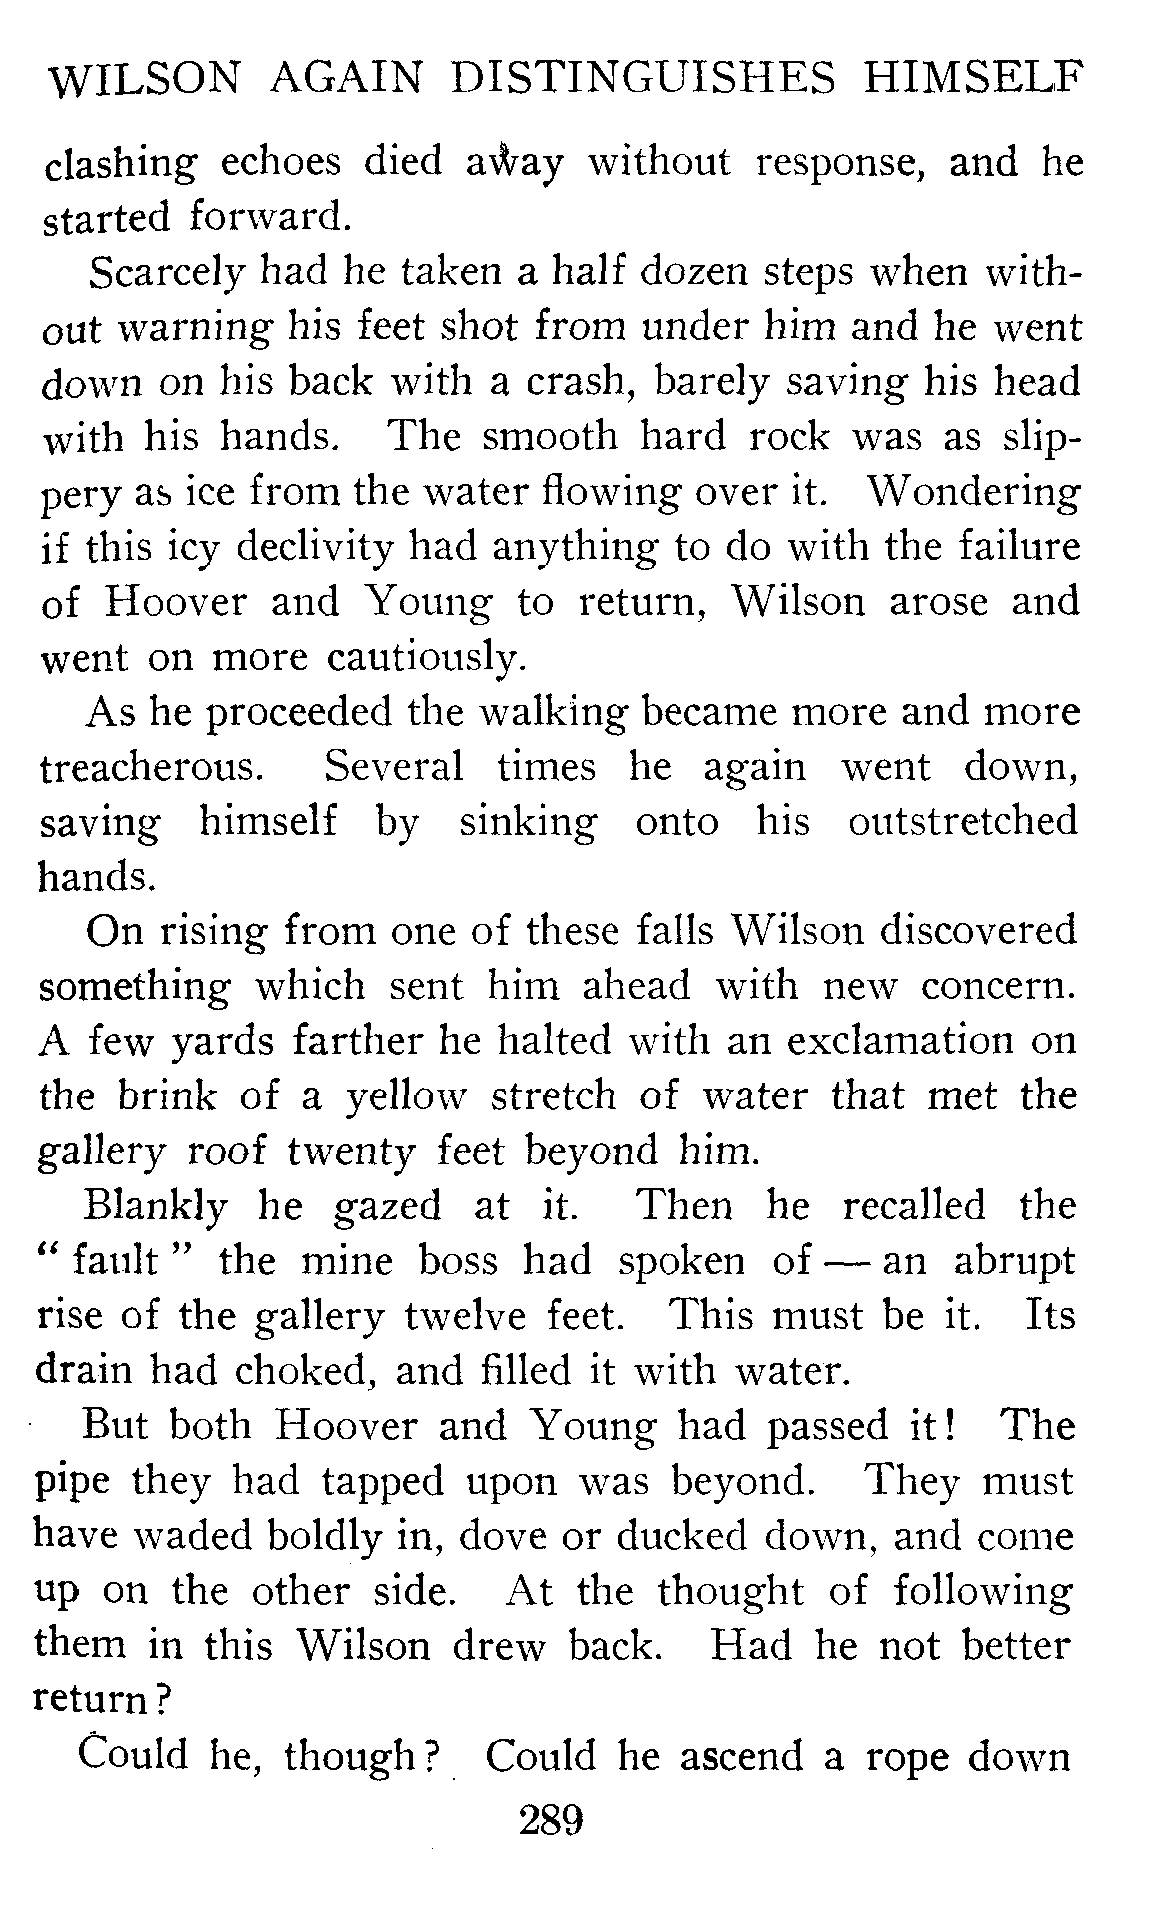 WILSON AGAIN DISTINGUISHES HIMSELF
clashing echoes died away without response, and he
started forward.
Scarcely had he taken a half dozen steps when with-
out warning his feet shot from under him and he went
down on his back with a crash, barely saving his head
with his hands. The smooth hard rock was as slip-
pery as ice from the water flowing over it. Wondering
if this icy declivity had anything to do with the failure
of Hoover and Young to return, Wilson arose and
went on more cautiously.
As he proceeded the walking became more and more
treacherous. Several times he again went down,
saving himself by sinking onto his outstretched
hands.
On rising from one of these falls Wilson discovered
something which sent him ahead with new concern.
A few yards farther he halted with an exclamation on
the brink of a yellow stretch of water that met the
gallery roof twenty feet beyond him.
Blankly he gazed at it. Then he recalled the
“ fault ” the mine boss had spoken of — an abrupt
rise of the gallery twelve feet. This must be it. Its
drain had choked, and filled it with water.
But both Hoover and Young had passed it! The
pipe they had tapped upon was beyond. They must
have waded boldly in, dove or ducked down, and come
up on the other side. At the thought of following
them in this Wilson drew back. Had he not better
return?
Could he, though? Could he ascend a rope down
289